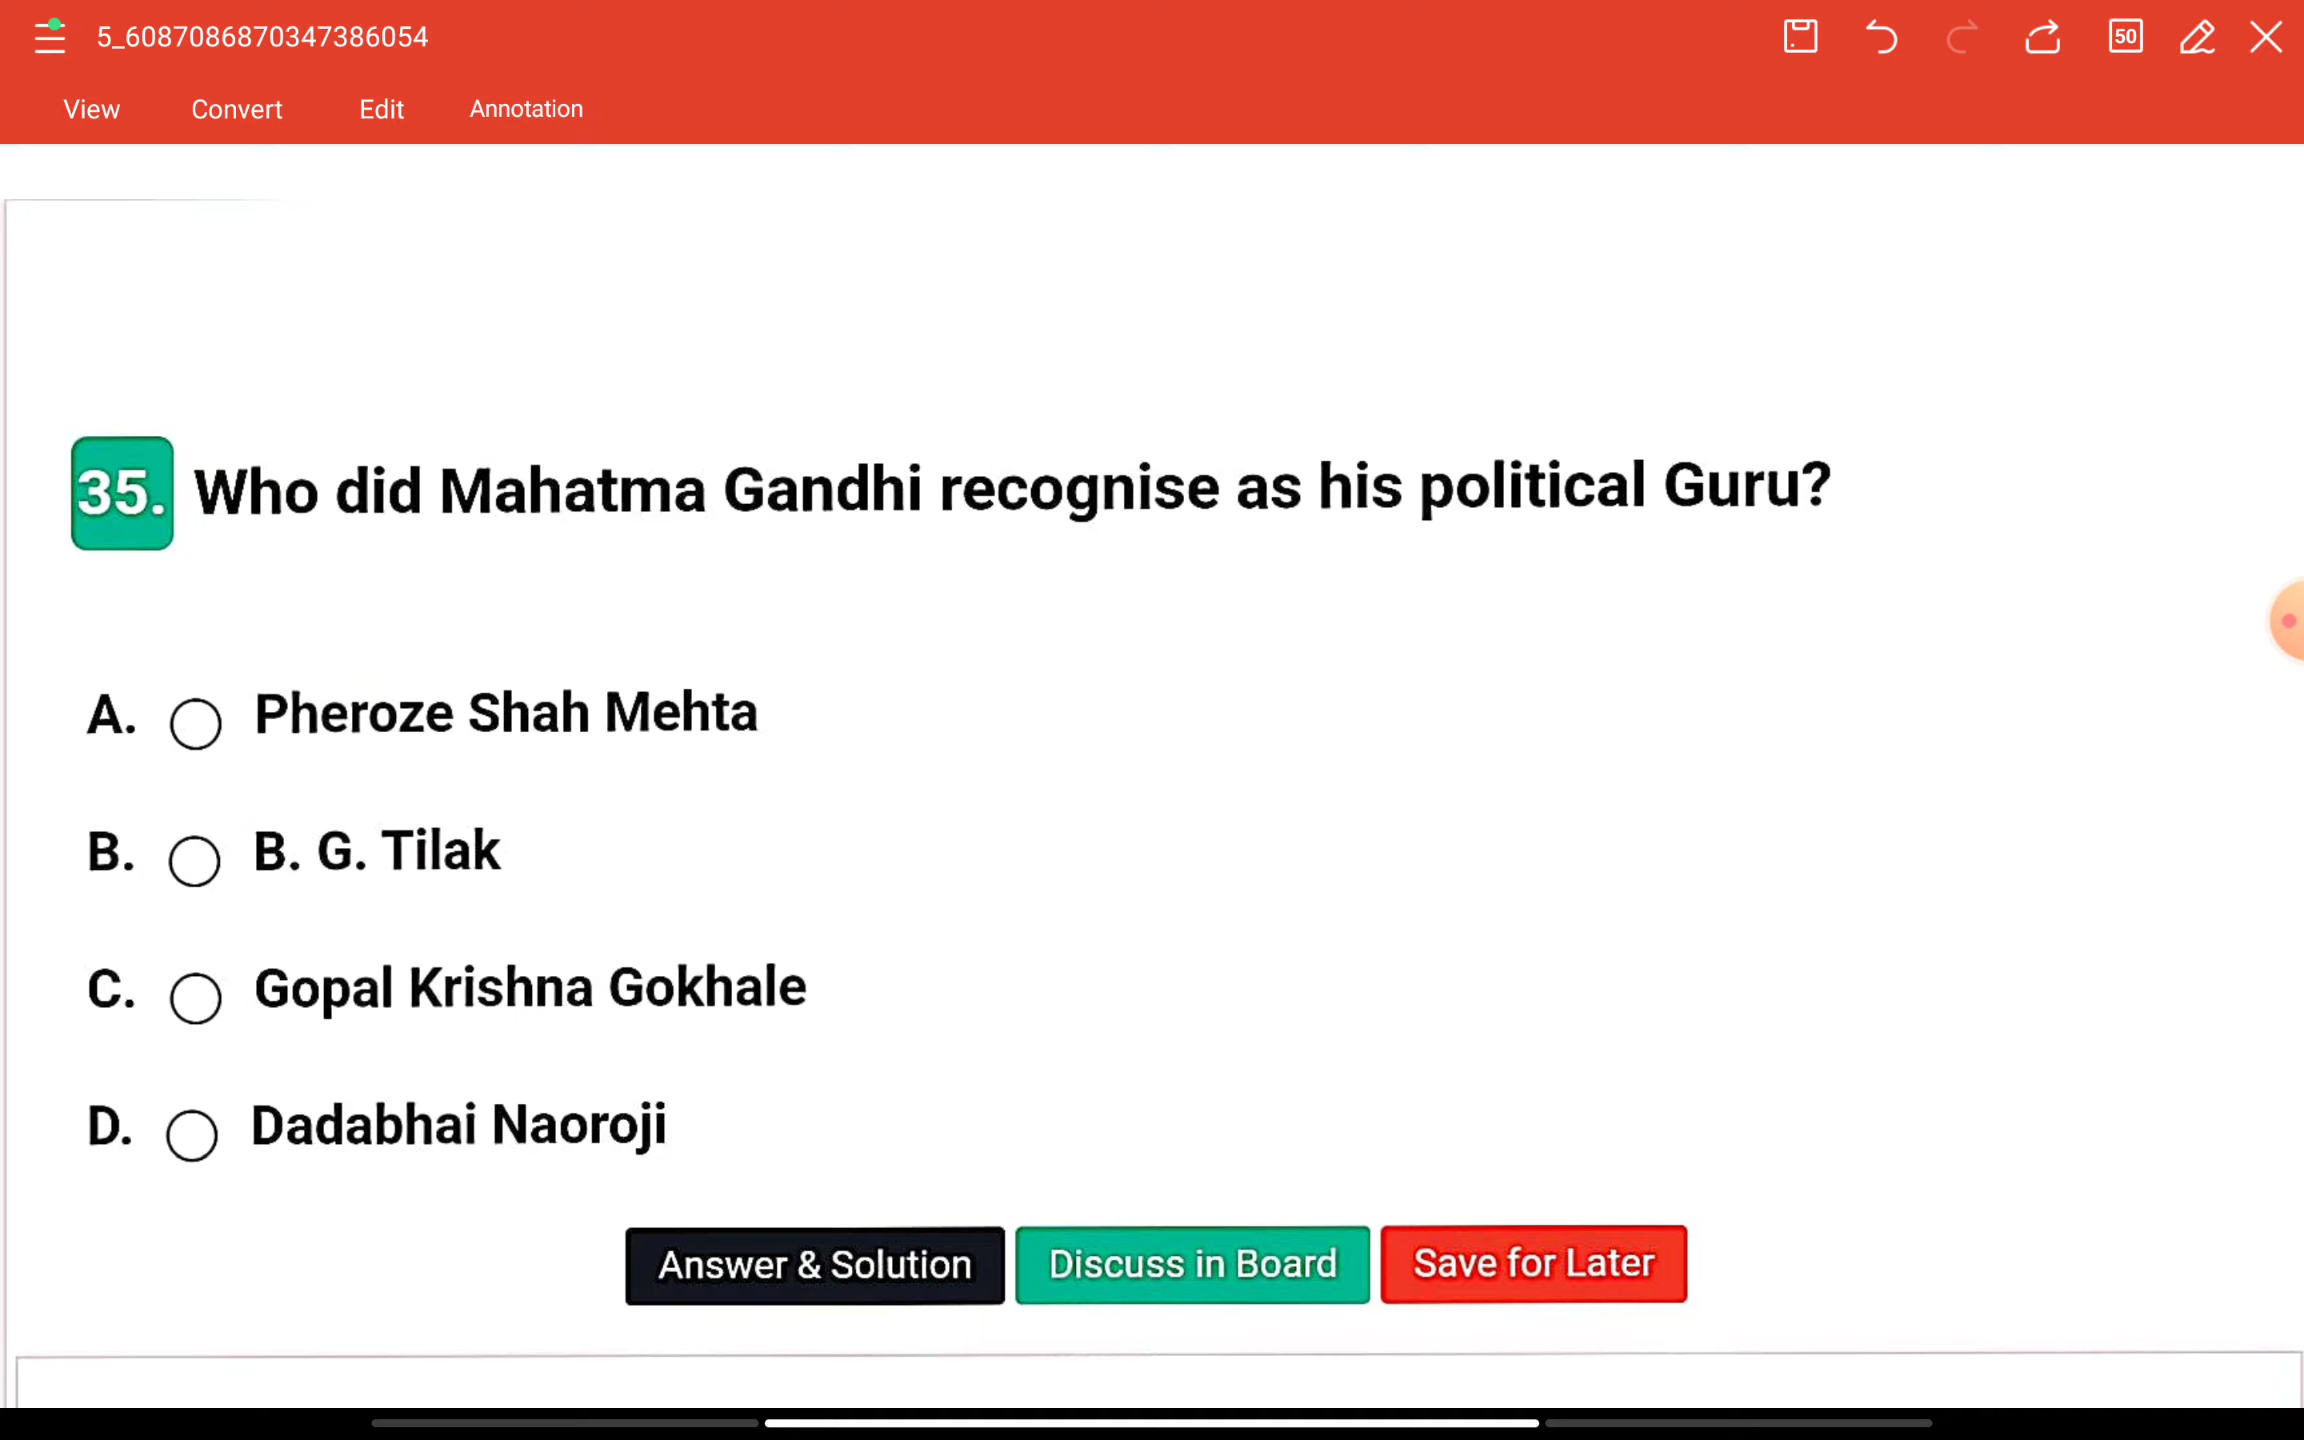 5_6087086870347386054
50
View Convert Edit Annotation
35. Who did Mahatma Gandhi recognise as his political Guru?
A. Pheroze Shah Mehta
B. B. G. Tilak
C. Gopal Krishna Gokhale
D. Dadabhai Naoroji
Answer & Solution Discuss in Board Save for Later